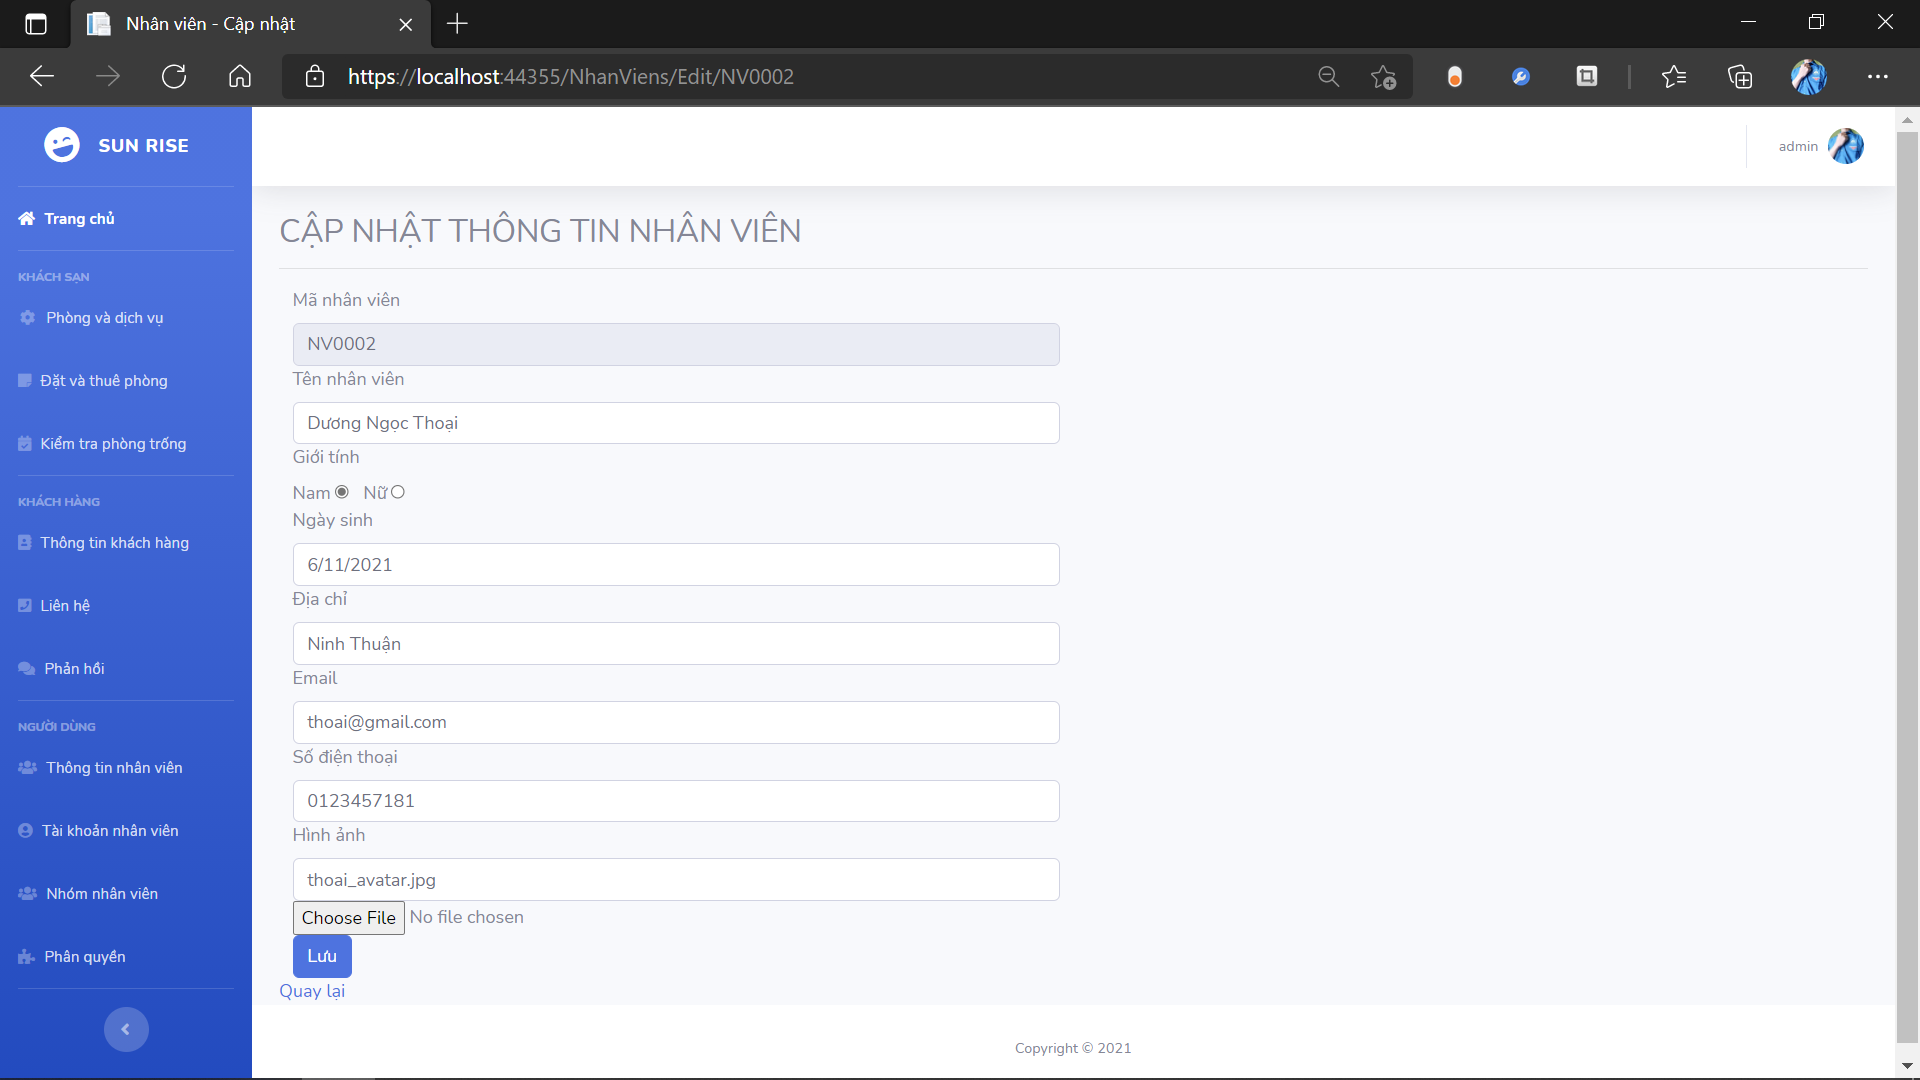 Nhân viên - Cập nhật
https://localhost:44355/NhanViens/Edit/NV0002
SUN RISE
admin
Trang chủ
KHÁCH SẠN
Phòng và dịch vụ
Đặt và thuê phòng
Kiểm tra phòng trống
KHÁCH HÀNG
Thông tin khách hàng
Liên hệ
Phản hồi
NGƯỜI DÙNG
Thông tin nhân viên
Tài khoản nhân viên
Nhóm nhân viên
Phân quyền
CẬP NHẬT THÔNG TIN NHÂN VIÊN
Mã nhân viên
NV0002
Tên nhân viên
Dương Ngọc Thoại
Giới tính
Nam Nữ
Ngày sinh
6/11/2021
Địa chỉ
Ninh Thuận
Email
thoai@gmail.com
Số điện thoại
0123457181
Hình ảnh
thoai_avatar.jpg
Choose File No file chosen
Lưu
Quay lại
Copyright © 2021